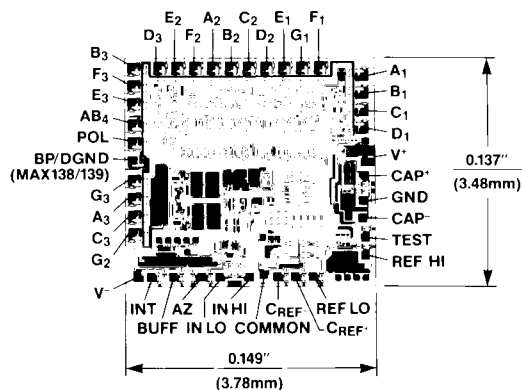 D₃ E₂ F₂ A₂ B₂ C₂ D₂ E₁ G₁ F₁
B₃
F₃
E₃
AB₄
POL
BP/DGND
(MAX138/139)
G₃
A₃
C₃
G₂
V⁻
A₁
B₁
C₁
D₁
V⁺
CAP⁺
GND
CAP⁻
TEST
REF HI
INT
BUFF
AZ
IN LO
IN HI
COMMON
C_REF⁻
C_REF⁺
REF LO
0.137"
(3.48mm)
0.149"
(3.78mm)